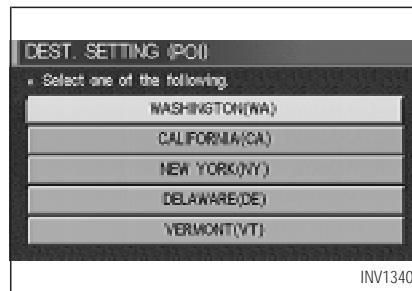 DEST. SETTING (POI)
Select one of the following.
WASHINGTON(WA)
CALIFORNIA(CA)
NEW YORK(NY)
DELAWARE(DE)
VERMONT(VT)
INV1340